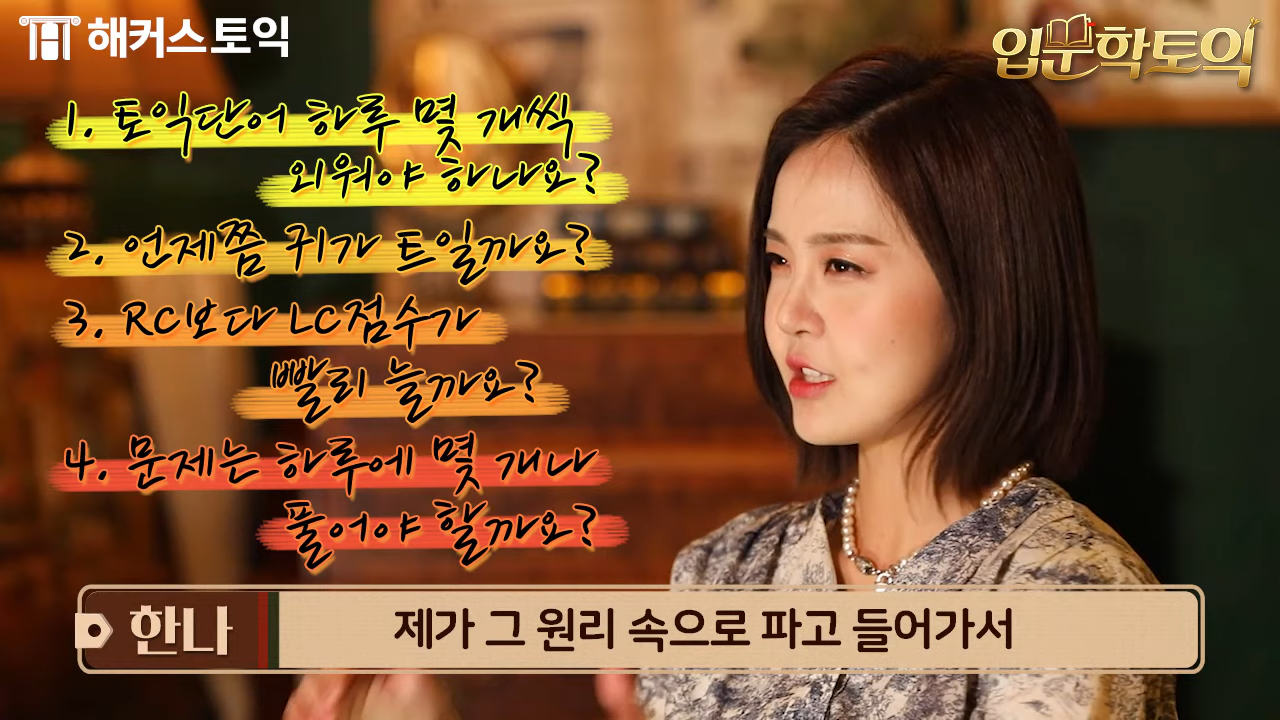 해커스 토익
입문학토익
1. 토익단어 하루 몇 개씩
외워야 하나요?
2. 언제쯤 귀가 트일까요?
3. RC보다 LC점수가
빨리 늘까요?
4. 문제는 하루에 몇 개나
풀어야 할까요?
한나
제가 그 원리 속으로 파고 들어가서